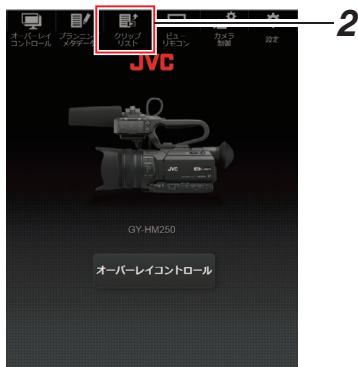 オーバーレイ
コントロール
プランニング
メタデータ
クリップ
リスト
ビュー
リモコン
カメラ
制御
設定
2
JVC
JVC
GY-HM250
オーバーレイコントロール